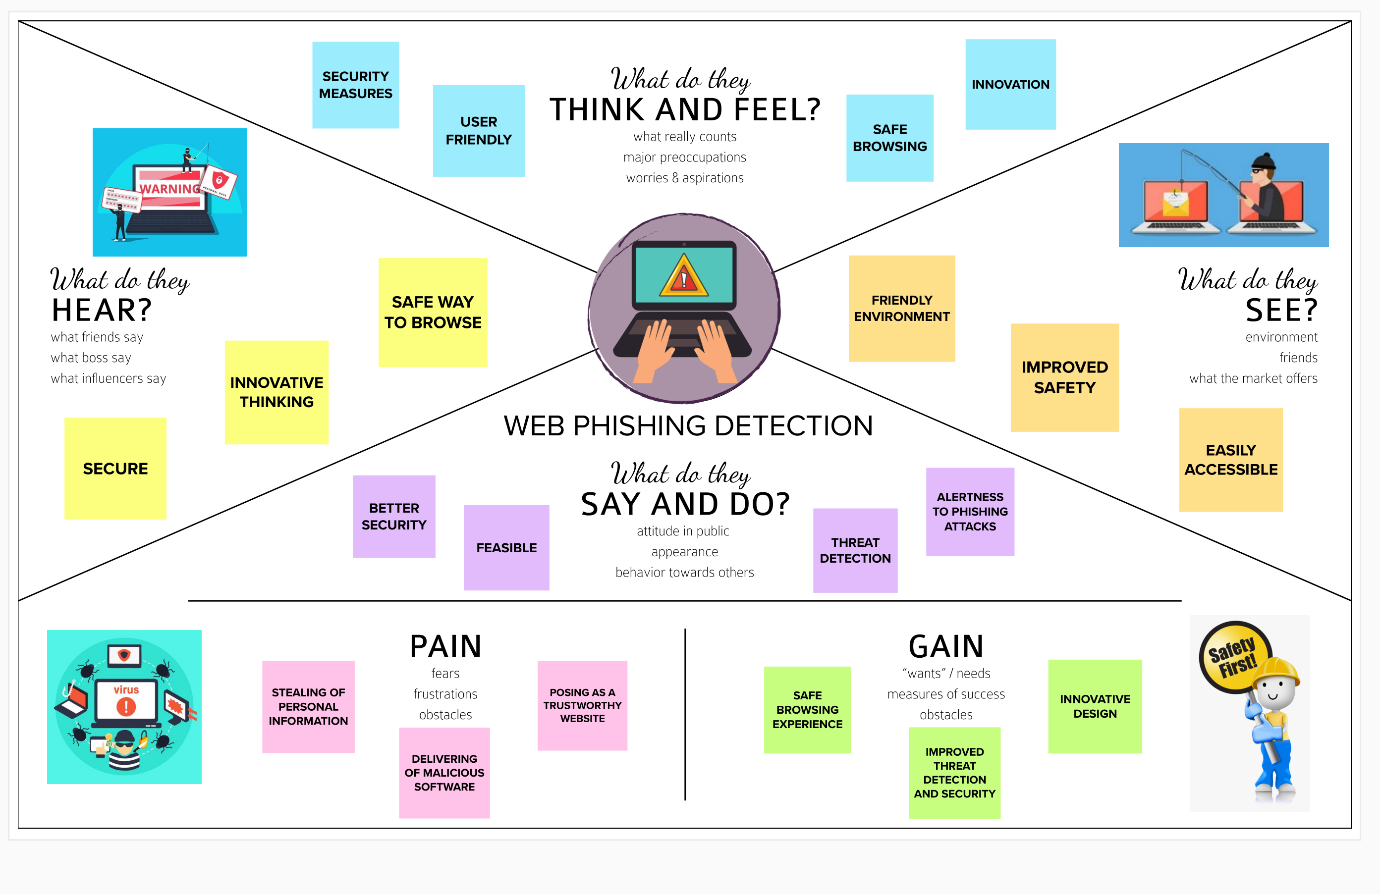 What do they
THINK AND FEEL?
what really counts
major preoccupations
worries & aspirations
SECURITY
MEASURES
USER
FRIENDLY
SAFE
BROWSING
INNOVATION
WARNING
What do they
HEAR?
what friends say
what boss say
what influencers say
SAFE WAY
TO BROWSE
INNOVATIVE
THINKING
SECURE
What do they
SEE?
environment
friends
what the market offers
FRIENDLY
ENVIRONMENT
IMPROVED
SAFETY
EASILY
ACCESSIBLE
WEB PHISHING DETECTION
What do they
SAY AND DO?
attitude in public
appearance
behavior towards others
BETTER
SECURITY
FEASIBLE
THREAT
DETECTION
ALERTNESS
TO PHISHING
ATTACKS
virus
PAIN
fears
frustrations
obstacles
STEALING OF
PERSONAL
INFORMATION
DELIVERING
OF MALICIOUS
SOFTWARE
POSING AS A
TRUSTWORTHY
WEBSITE
GAIN
“wants” / needs
measures of success
obstacles
SAFE
BROWSING
EXPERIENCE
IMPROVED
THREAT
DETECTION
AND SECURITY
INNOVATIVE
DESIGN
Safety
First!